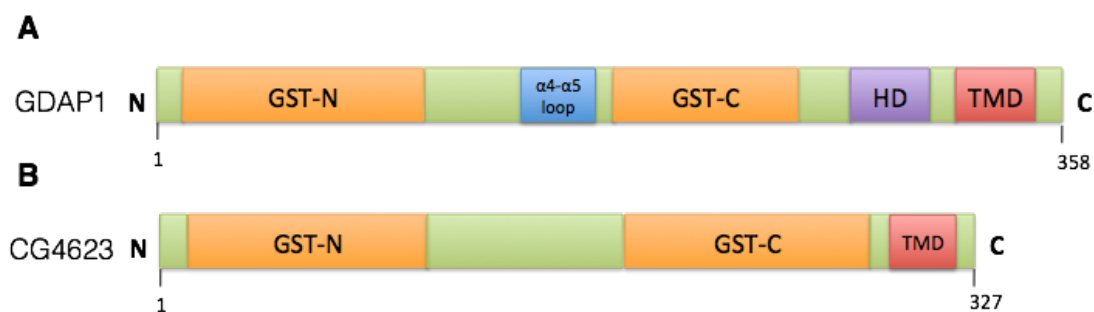 A
GDAP1 N GST-N α4-α5 loop GST-C HD TMD C
1 358
B
CG4623 N GST-N GST-C TMD C
1 327